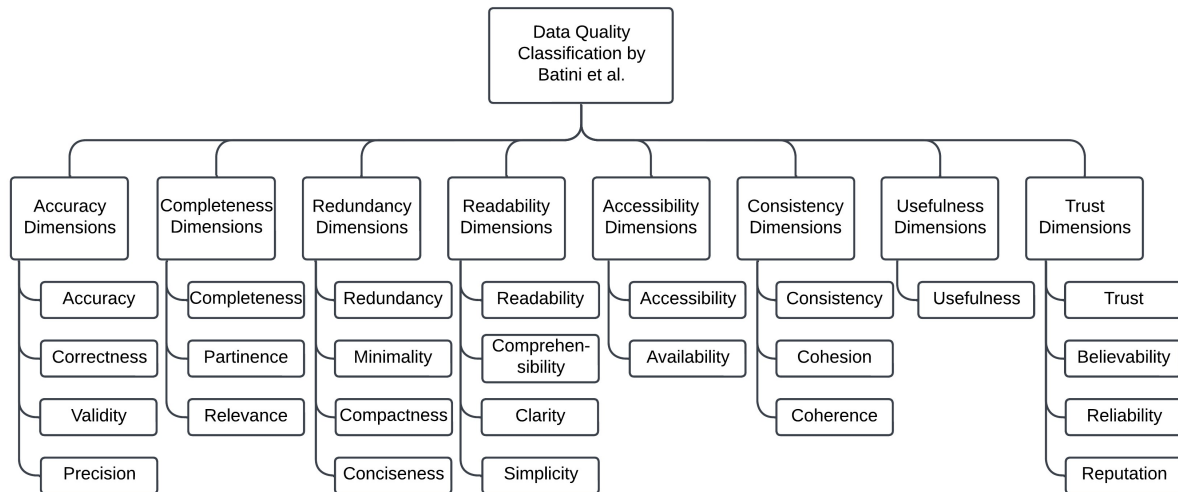 Data Quality
Classification by
Batini et al.
Accuracy
Dimensions
Completeness
Dimensions
Redundancy
Dimensions
Readability
Dimensions
Accessibility
Dimensions
Consistency
Dimensions
Usefulness
Dimensions
Trust
Dimensions
Accuracy
Correctness
Validity
Precision
Completeness
Partinence
Relevance
Redundancy
Minimality
Compactness
Conciseness
Readability
Comprehen-
sibility
Clarity
Simplicity
Accessibility
Availability
Consistency
Cohesion
Coherence
Usefulness
Trust
Believability
Reliability
Reputation